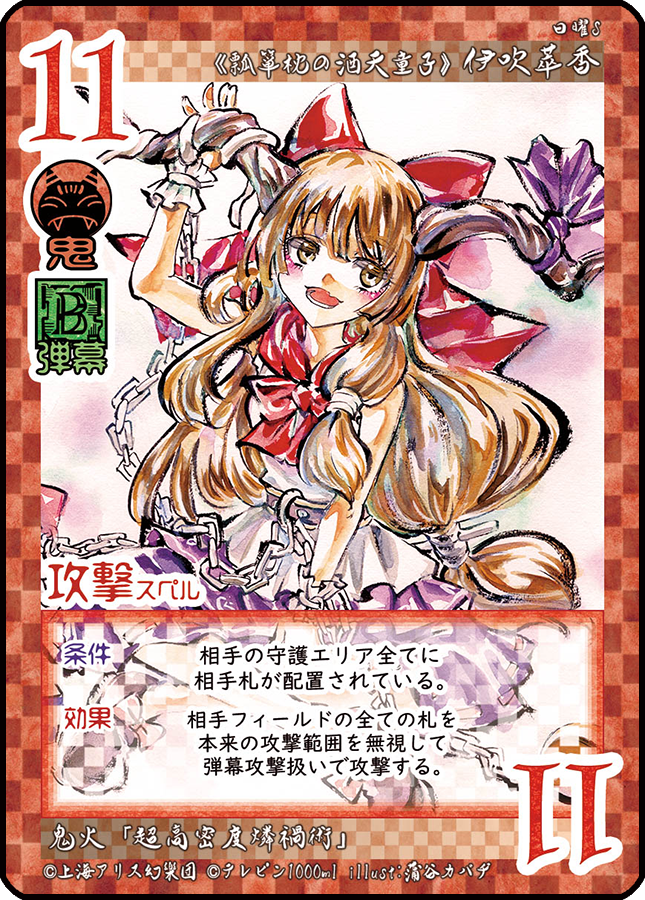 日曜S
11
《瓢箪枕の酒天童子》伊吹萃香
鬼
B
弾幕
攻撃スペル
条件
相手の守護エリア全てに
相手札が配置されている。
効果
相手フィールドの全ての札を
本来の攻撃範囲を無視して
弾幕攻撃扱いで攻撃する。
11
鬼火「超高密度燐禍術」
©上海アリス幻樂団 ©テレピン1000ml illust:蒲谷カバヂ